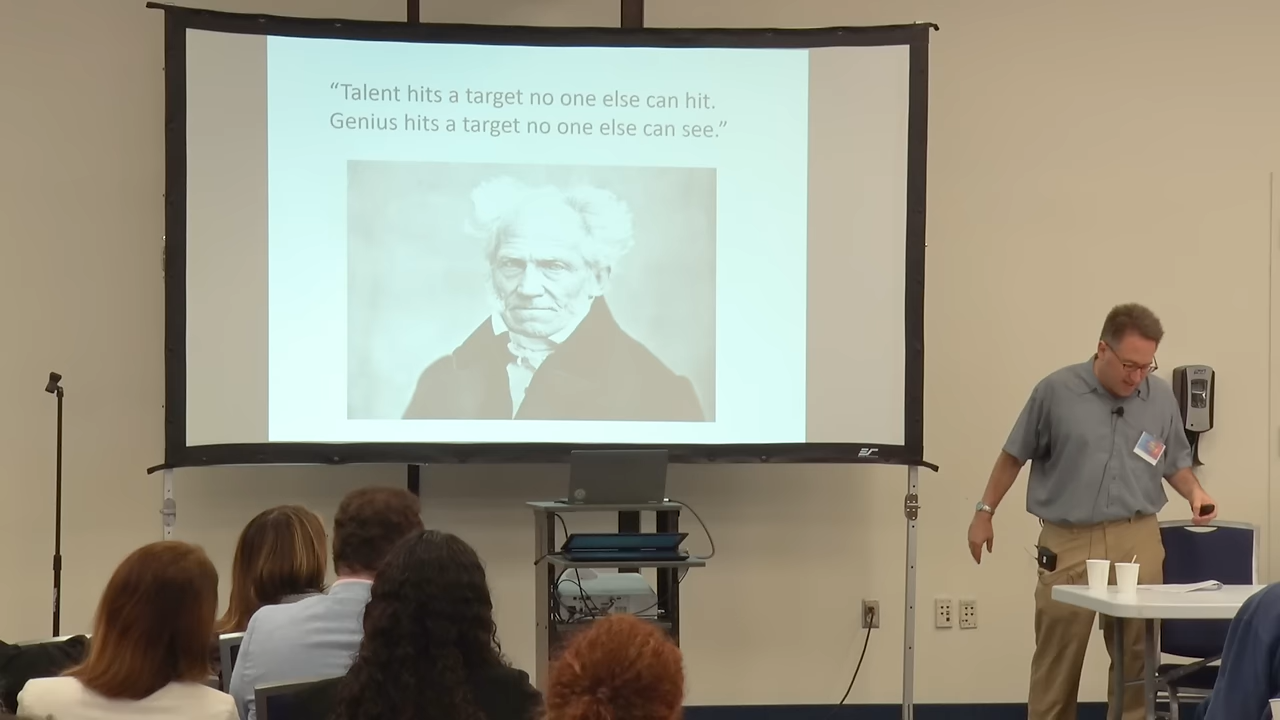 “Talent hits a target no one else can hit.
Genius hits a target no one else can see.”